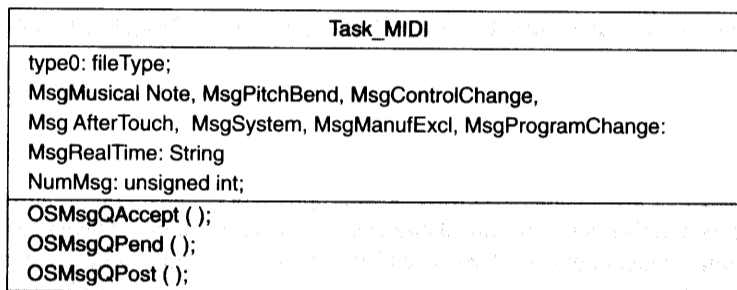 Task_MIDI
type0: fileType;
MsgMusical Note, MsgPitchBend, MsgControlChange,
Msg AfterTouch, MsgSystem, MsgManufExcl, MsgProgramChange:
MsgRealTime: String
NumMsg: unsigned int;
OSMsgQAccept ( );
OSMsgQPend ( );
OSMsgQPost ( );